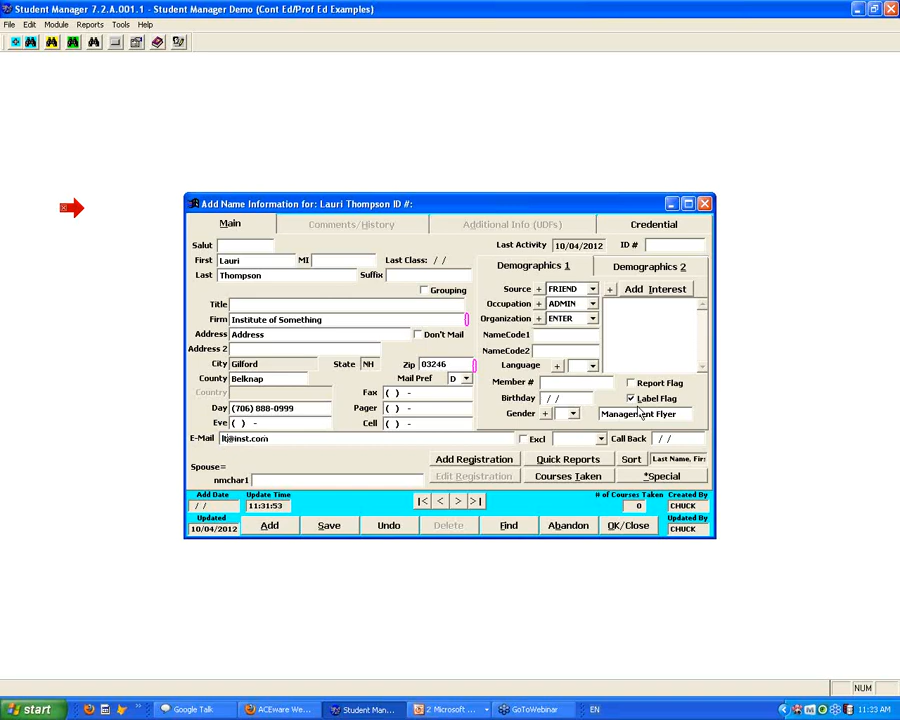 Student Manager 7.2.A.001.1 - Student Manager Demo (Cont Ed/Prof Ed Examples)
File Edit Module Reports Tools Help
Add Name Information for: Lauri Thompson ID #:
Main Comments/History Additional Info (UDFs) Credential
Salut Last Activity 10/04/2012 ID #
First Lauri MI Last Class: / /
Last Thompson Suffix
Demographics 1 Demographics 2
Grouping
Source + FRIEND + Add Interest
Title Occupation + ADMIN
Firm Institute of Something Organization + ENTER
Address Address Don't Mail NameCode1
Address 2 NameCode2
City Gilford State NH Zip 03246 Language +
County Belknap Mail Pref D Member # Report Flag
Country Fax ( ) - Birthday / / Label Flag
Day (706) 888-0999 Pager ( ) - Gender + Management Flyer
Eve ( ) - Cell ( ) -
E-Mail lt@inst.com Excl Call Back / /
Add Registration Quick Reports Sort Last Name, Firs
Spouse= Edit Registration Courses Taken *Special
nmchar1
Add Date Update Time # of Courses Taken Created By
/ / 11:31:53 |< < > >| 0 CHUCK
Updated Updated By
10/04/2012 Add Save Undo Delete Find Abandon OK/Close CHUCK
NUM
start Google Talk ACEware We... Student Man... 2 Microsoft ... GoToWebinar EN 11:33 AM